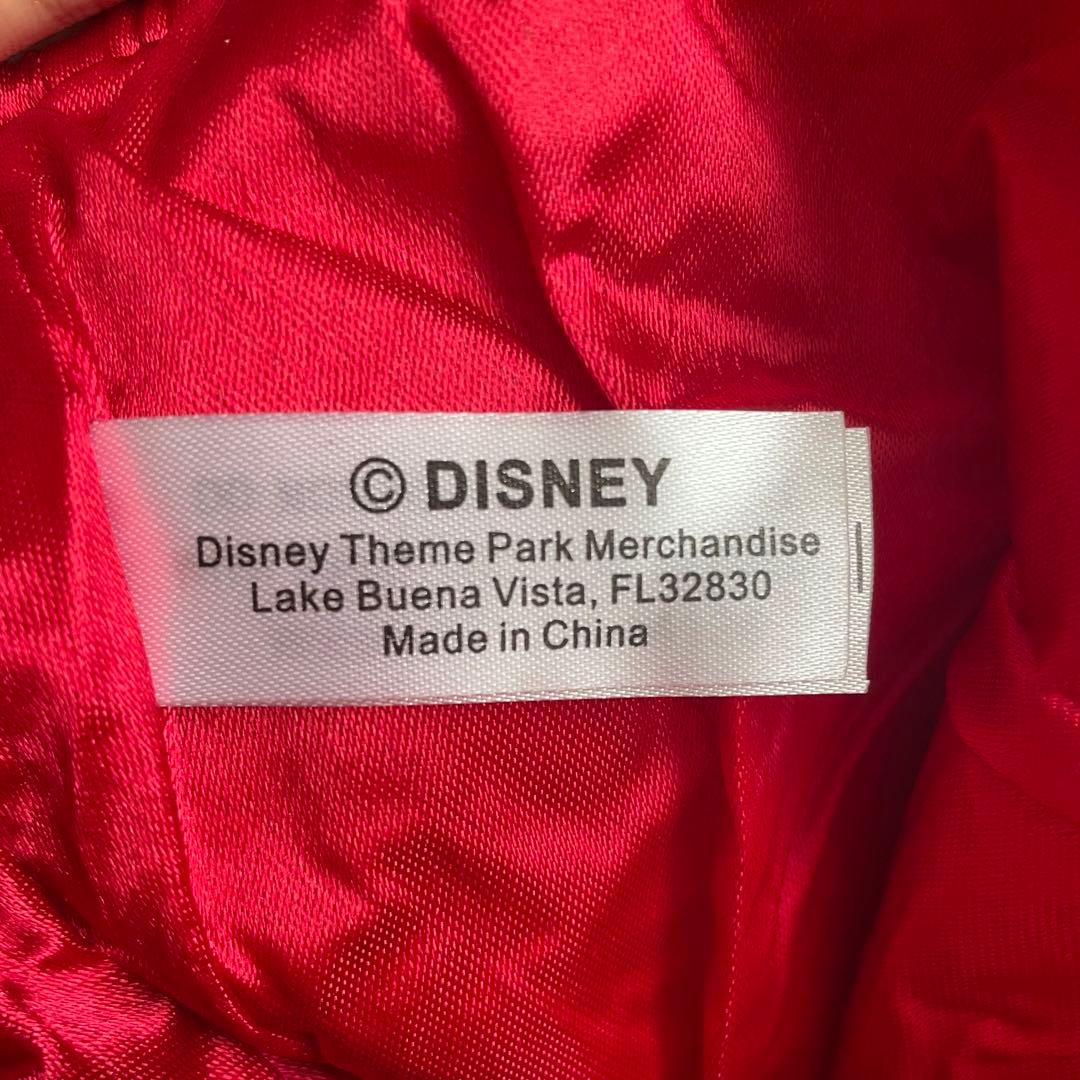 © DISNEY
Disney Theme Park Merchandise
Lake Buena Vista, FL32830
Made in China